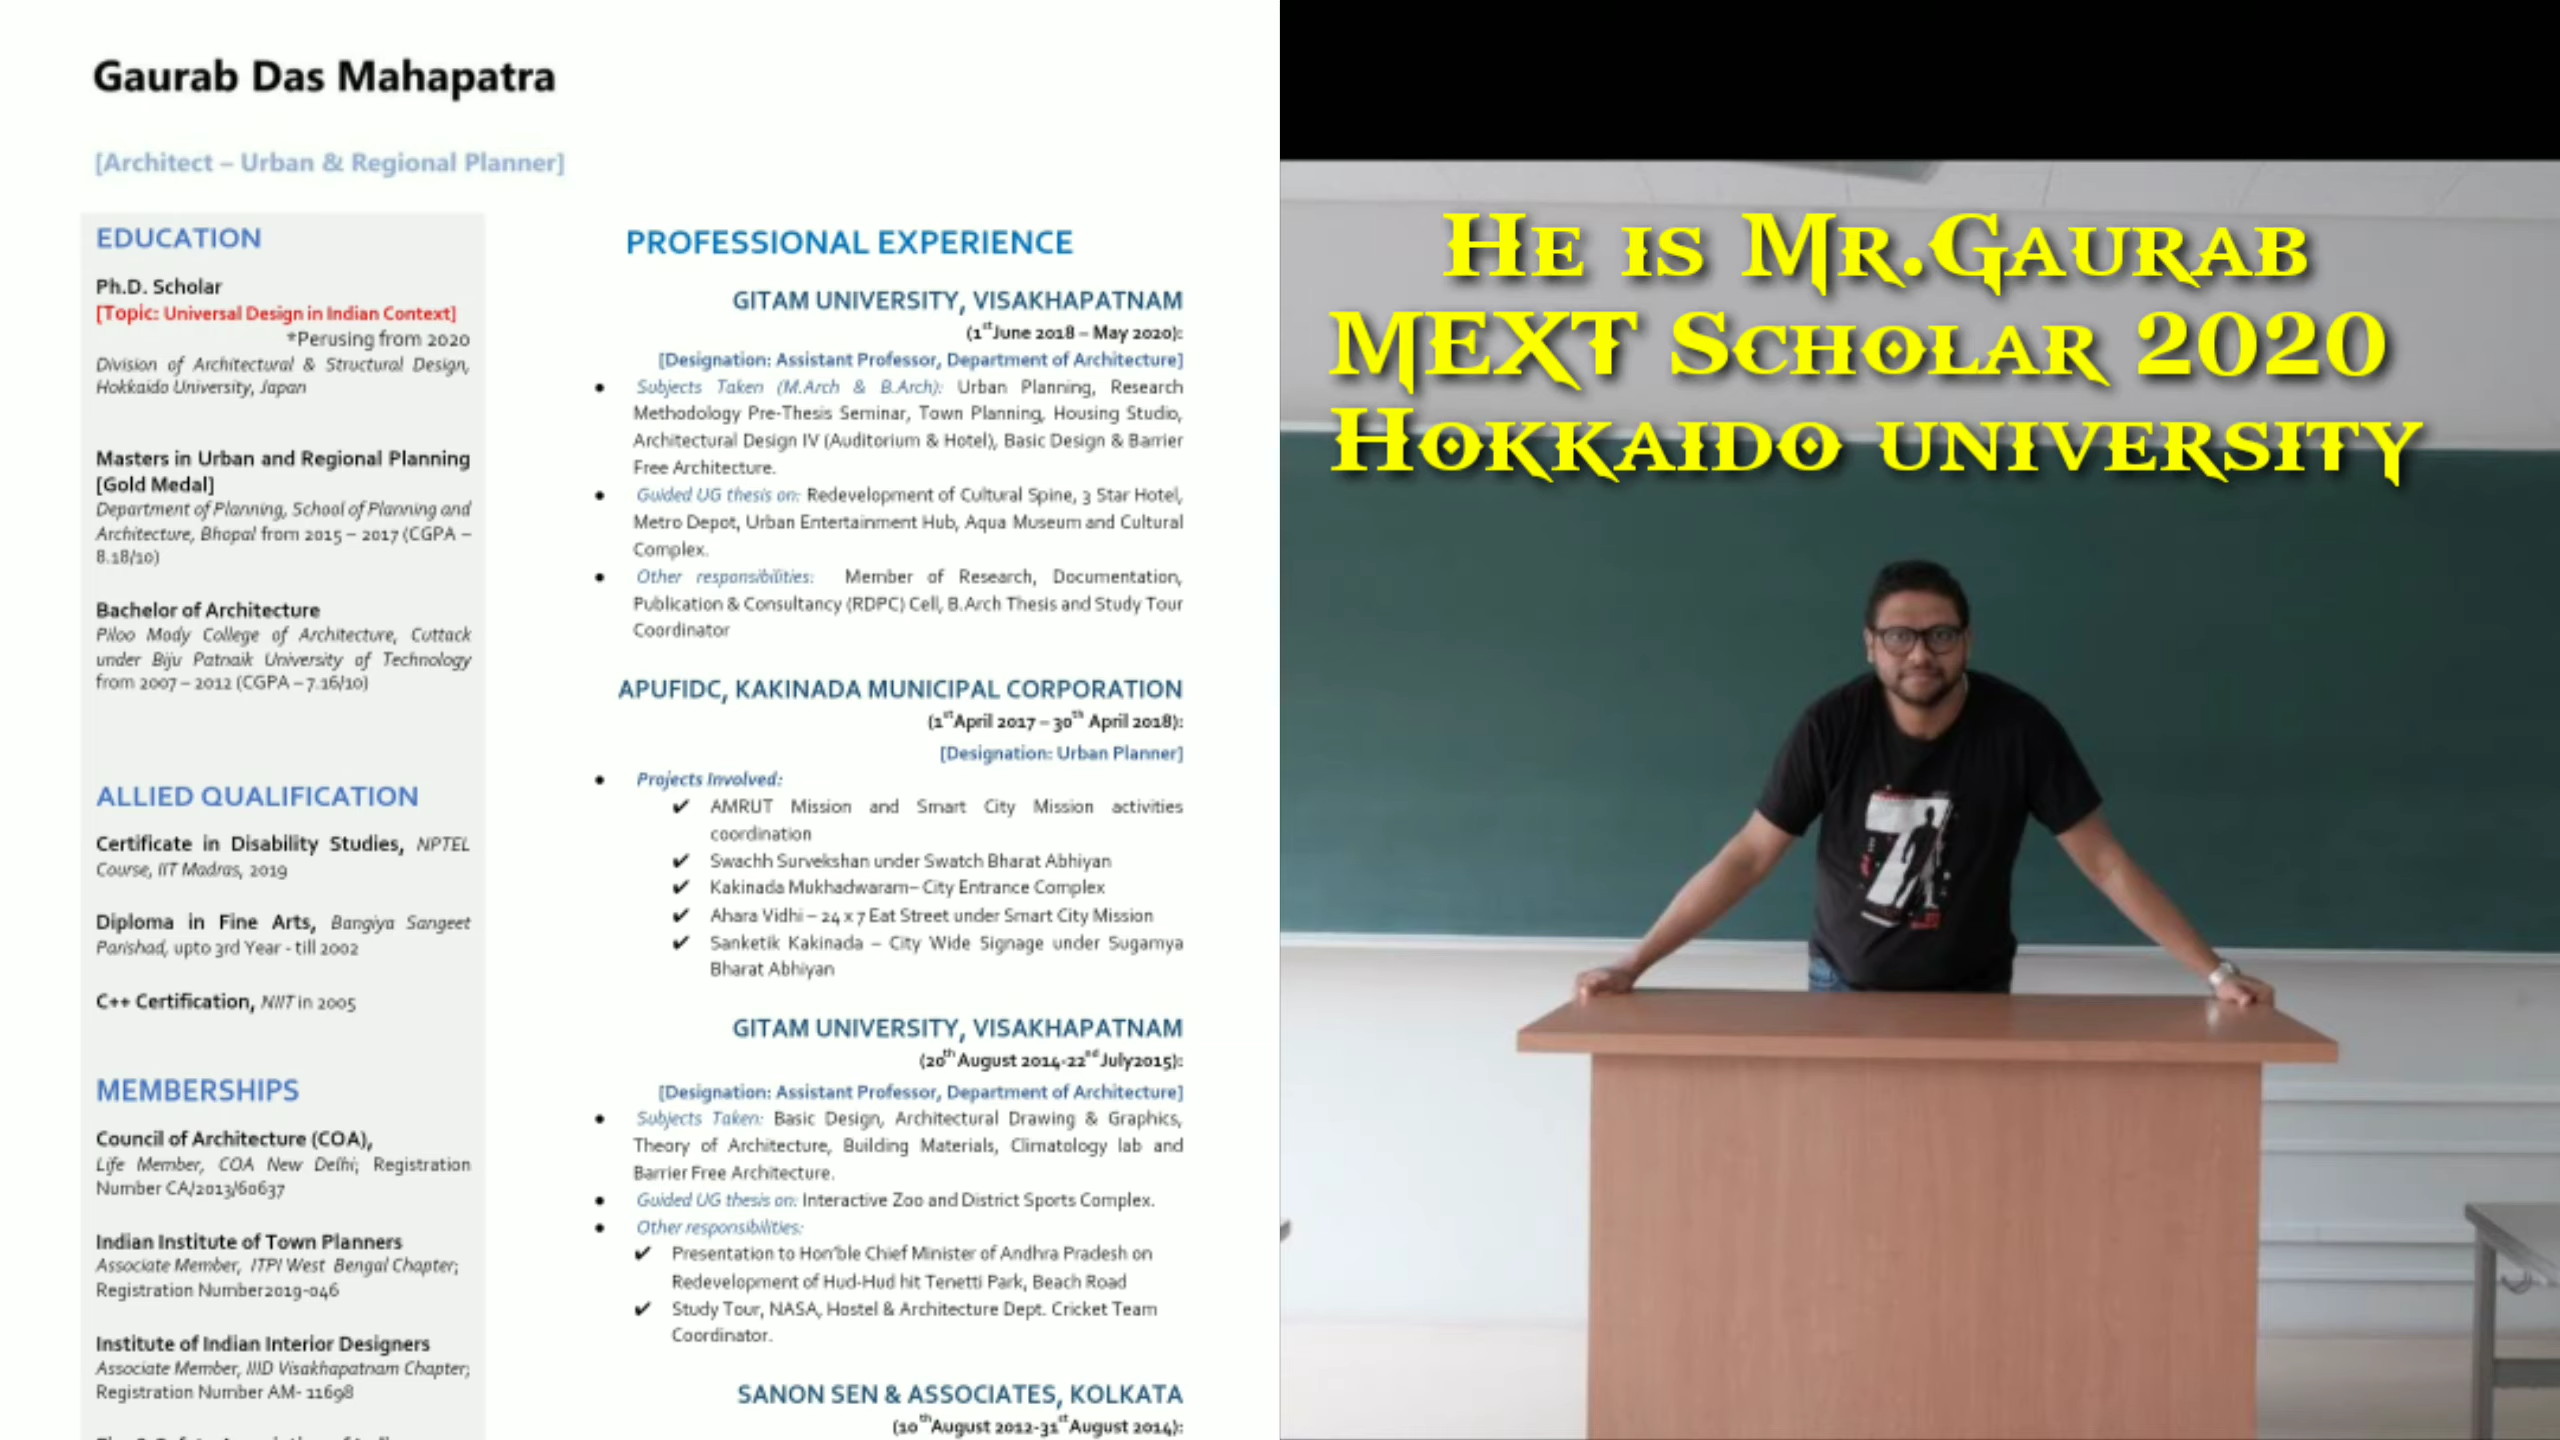 Gaurab Das Mahapatra
[Architect – Urban & Regional Planner]
EDUCATION
Ph.D. Scholar
[Topic: Universal Design in Indian Context]
*Perusing from 2020
Division of Architectural & Structural Design,
Hokkaido University, Japan
Masters in Urban and Regional Planning
[Gold Medal]
Department of Planning, School of Planning and
Architecture, Bhopal from 2015 – 2017 (CGPA –
8.18/10)
Bachelor of Architecture
Piloo Mody College of Architecture, Cuttack
under Biju Patnaik University of Technology
from 2007 – 2012 (CGPA – 7.16/10)
ALLIED QUALIFICATION
Certificate in Disability Studies, NPTEL
Course, IIT Madras, 2019
Diploma in Fine Arts, Bangiya Sangeet
Parishad, upto 3rd Year - till 2002
C++ Certification, NIIT in 2005
MEMBERSHIPS
Council of Architecture (COA),
Life Member, COA New Delhi; Registration
Number CA/2013/60637
Indian Institute of Town Planners
Associate Member, ITPI West Bengal Chapter;
Registration Number2019-046
Institute of Indian Interior Designers
Associate Member, IIID Visakhapatnam Chapter;
Registration Number AM- 11698
PROFESSIONAL EXPERIENCE
GITAM UNIVERSITY, VISAKHAPATNAM
(1st June 2018 – May 2020):
[Designation: Assistant Professor, Department of Architecture]
● Subjects Taken (M.Arch & B.Arch): Urban Planning, Research
Methodology Pre-Thesis Seminar, Town Planning, Housing Studio,
Architectural Design IV (Auditorium & Hotel), Basic Design & Barrier
Free Architecture.
● Guided UG thesis on: Redevelopment of Cultural Spine, 3 Star Hotel,
Metro Depot, Urban Entertainment Hub, Aqua Museum and Cultural
Complex.
● Other responsibilities: Member of Research, Documentation,
Publication & Consultancy (RDPC) Cell, B.Arch Thesis and Study Tour
Coordinator
APUFIDC, KAKINADA MUNICIPAL CORPORATION
(1st April 2017 – 30th April 2018):
[Designation: Urban Planner]
● Projects Involved:
✔ AMRUT Mission and Smart City Mission activities
coordination
✔ Swachh Survekshan under Swatch Bharat Abhiyan
✔ Kakinada Mukhadwaram– City Entrance Complex
✔ Ahara Vidhi – 24 x 7 Eat Street under Smart City Mission
✔ Sanketik Kakinada – City Wide Signage under Sugamya
Bharat Abhiyan
GITAM UNIVERSITY, VISAKHAPATNAM
(20th August 2014-22nd July2015):
[Designation: Assistant Professor, Department of Architecture]
● Subjects Taken: Basic Design, Architectural Drawing & Graphics,
Theory of Architecture, Building Materials, Climatology lab and
Barrier Free Architecture.
● Guided UG thesis on: Interactive Zoo and District Sports Complex.
● Other responsibilities:
✔ Presentation to Hon'ble Chief Minister of Andhra Pradesh on
Redevelopment of Hud-Hud hit Tenetti Park, Beach Road
✔ Study Tour, NASA, Hostel & Architecture Dept. Cricket Team
Coordinator.
SANON SEN & ASSOCIATES, KOLKATA
(10th August 2012-31st August 2014):
He is Mr.Gaurab
MEXT Scholar 2020
Hokkaido university
7